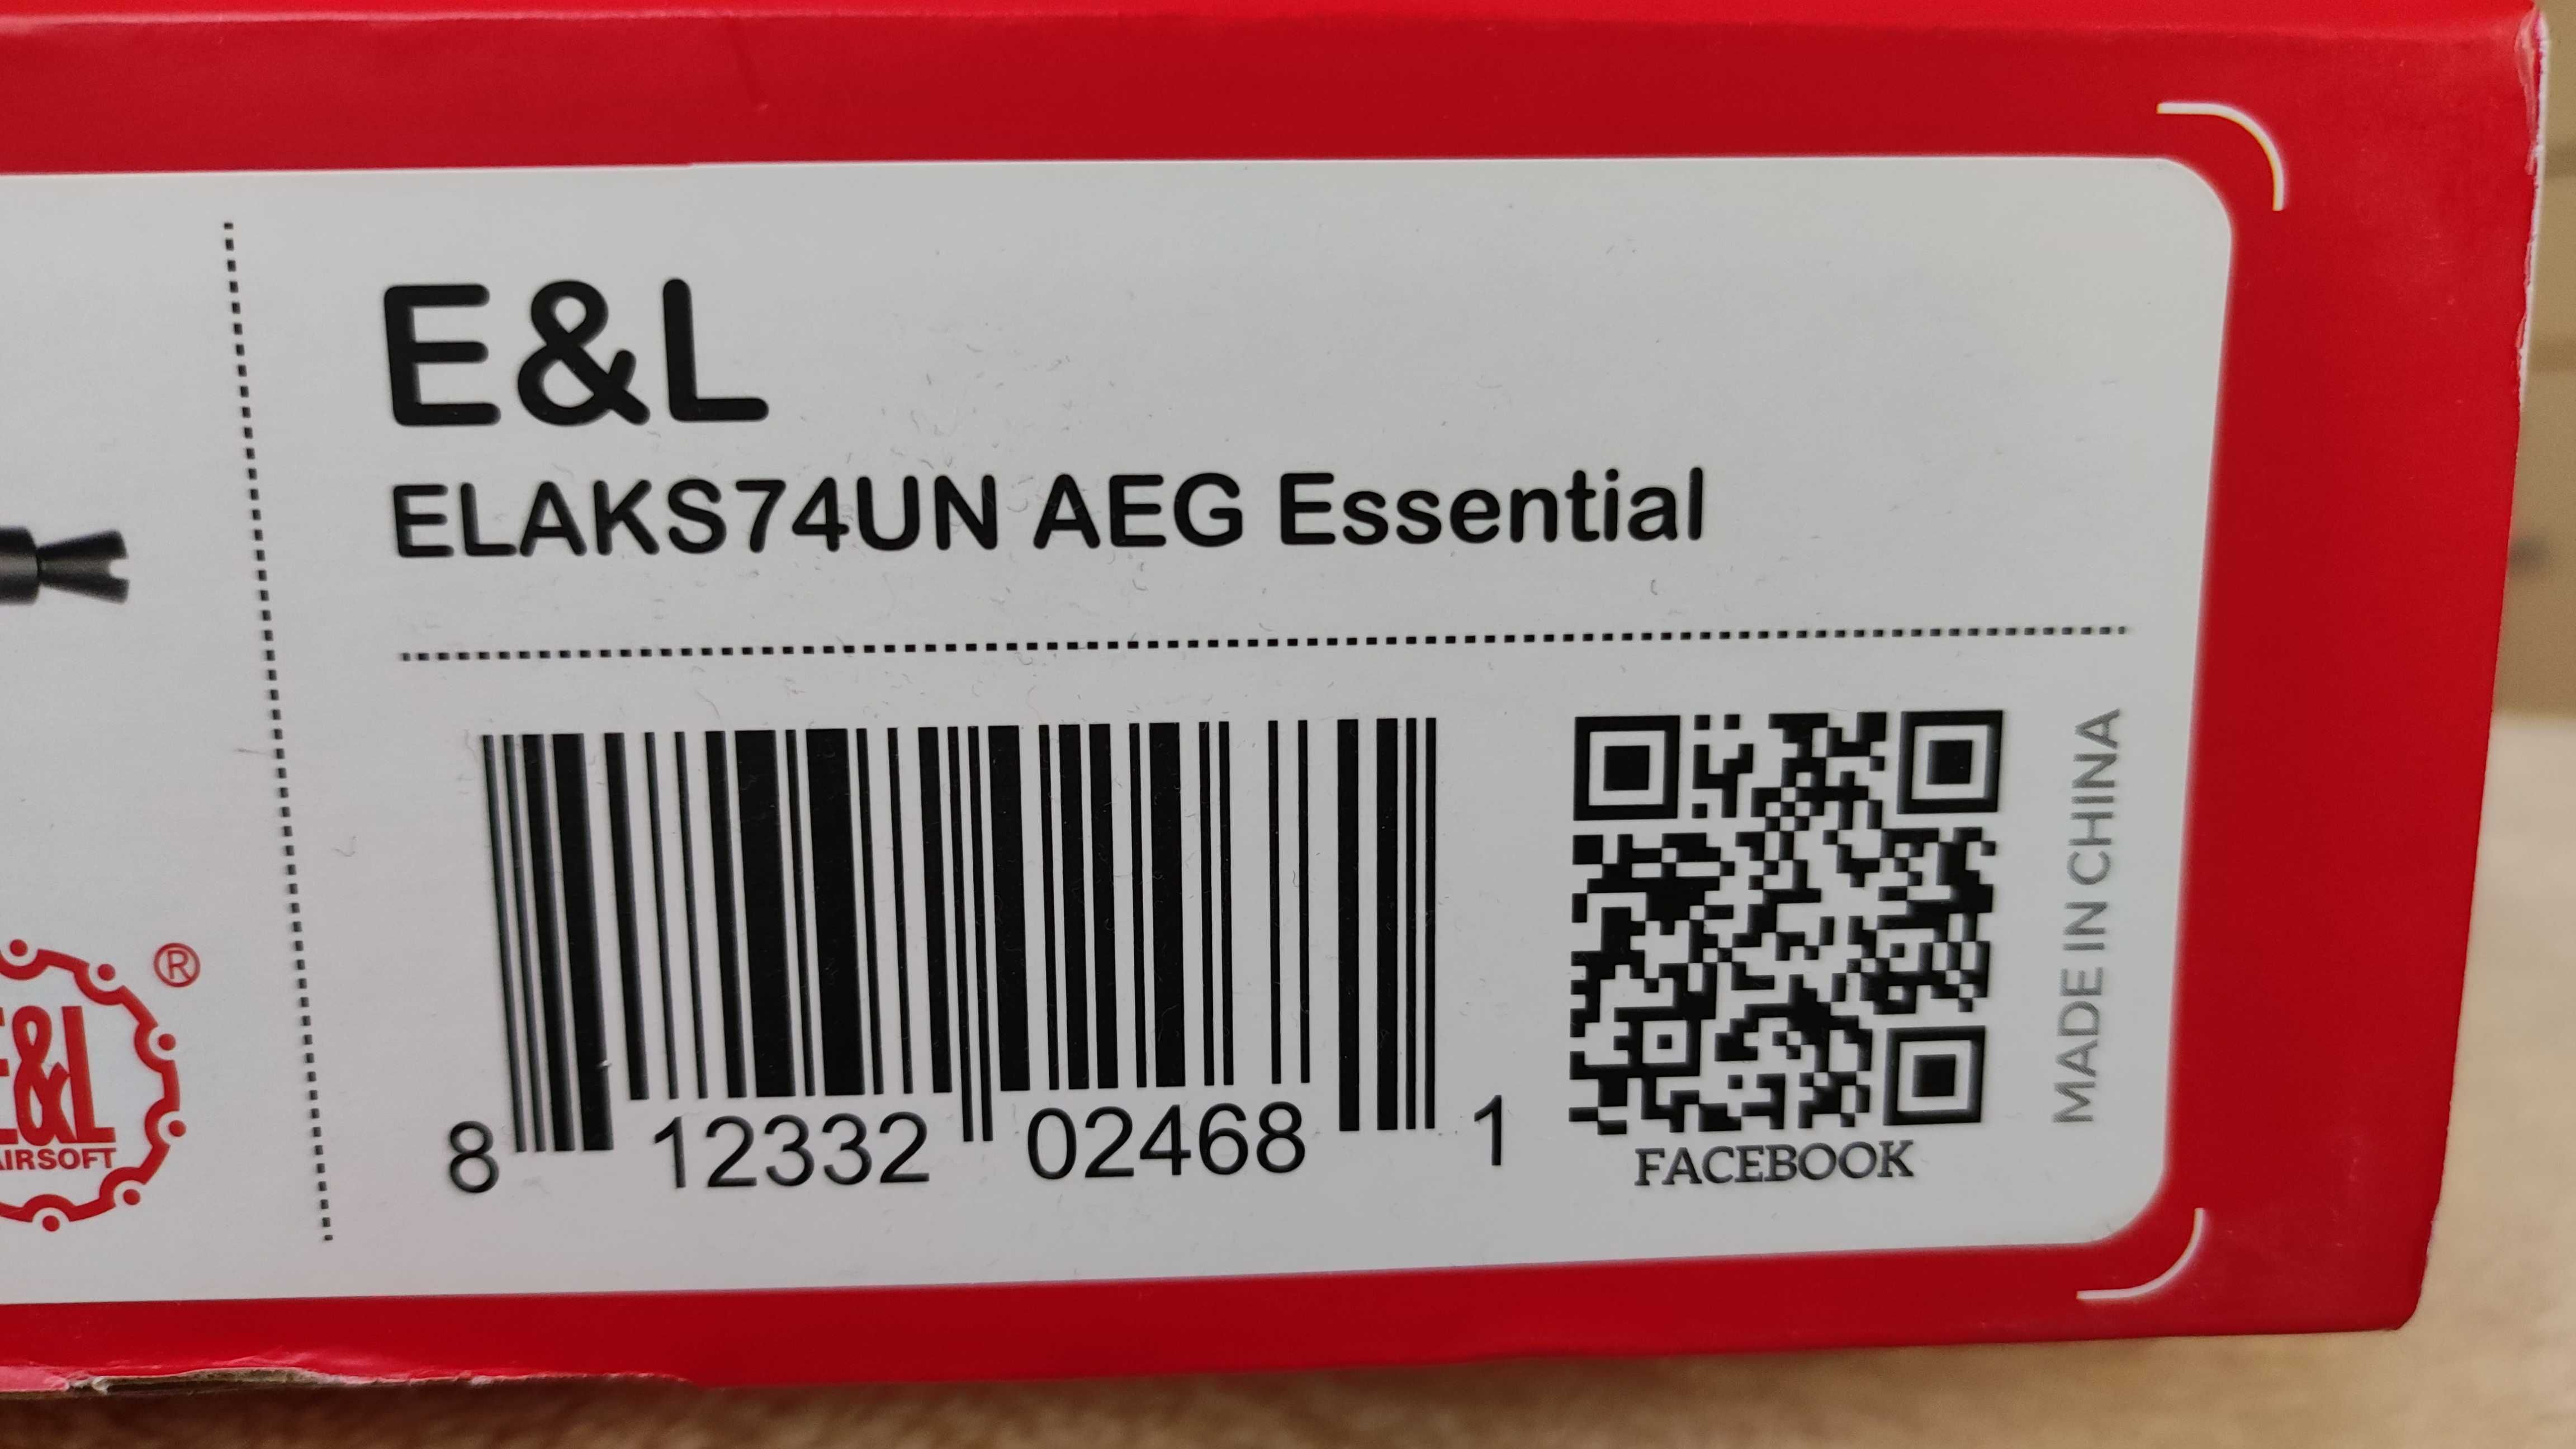 E&L
ELAKS74UN AEG Essential
8 12332 02468 1
FACEBOOK
MADE IN CHINA
®
E&L
AIRSOFT